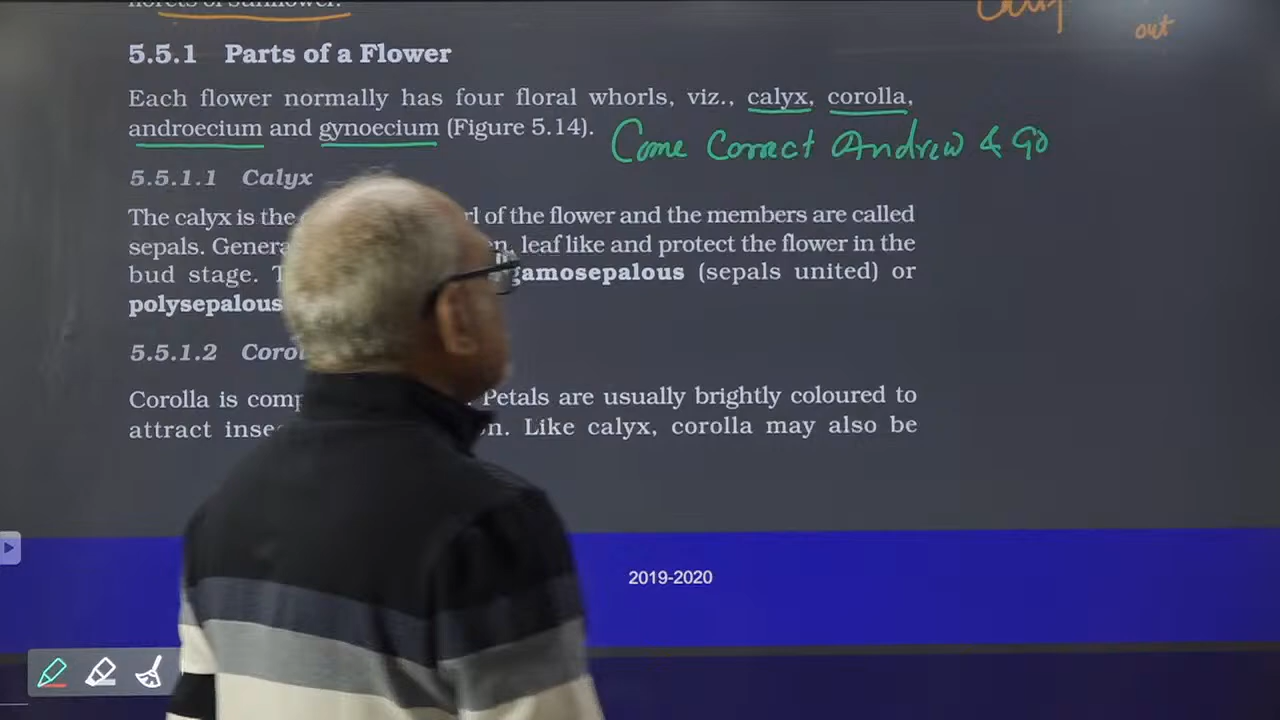 florets of sunflower.
out
5.5.1 Parts of a Flower
Each flower normally has four floral whorls, viz., calyx, corolla,
androecium and gynoecium (Figure 5.14).
Come Correct Andrew & Go
5.5.1.1 Calyx
The calyx is the rl of the flower and the members are called
sepals. Genera n, leaf like and protect the flower in the
bud stage. T gamosepalous (sepals united) or
polysepalous
5.5.1.2 Corol
Corolla is comp . Petals are usually brightly coloured to
attract inse n. Like calyx, corolla may also be
2019-2020